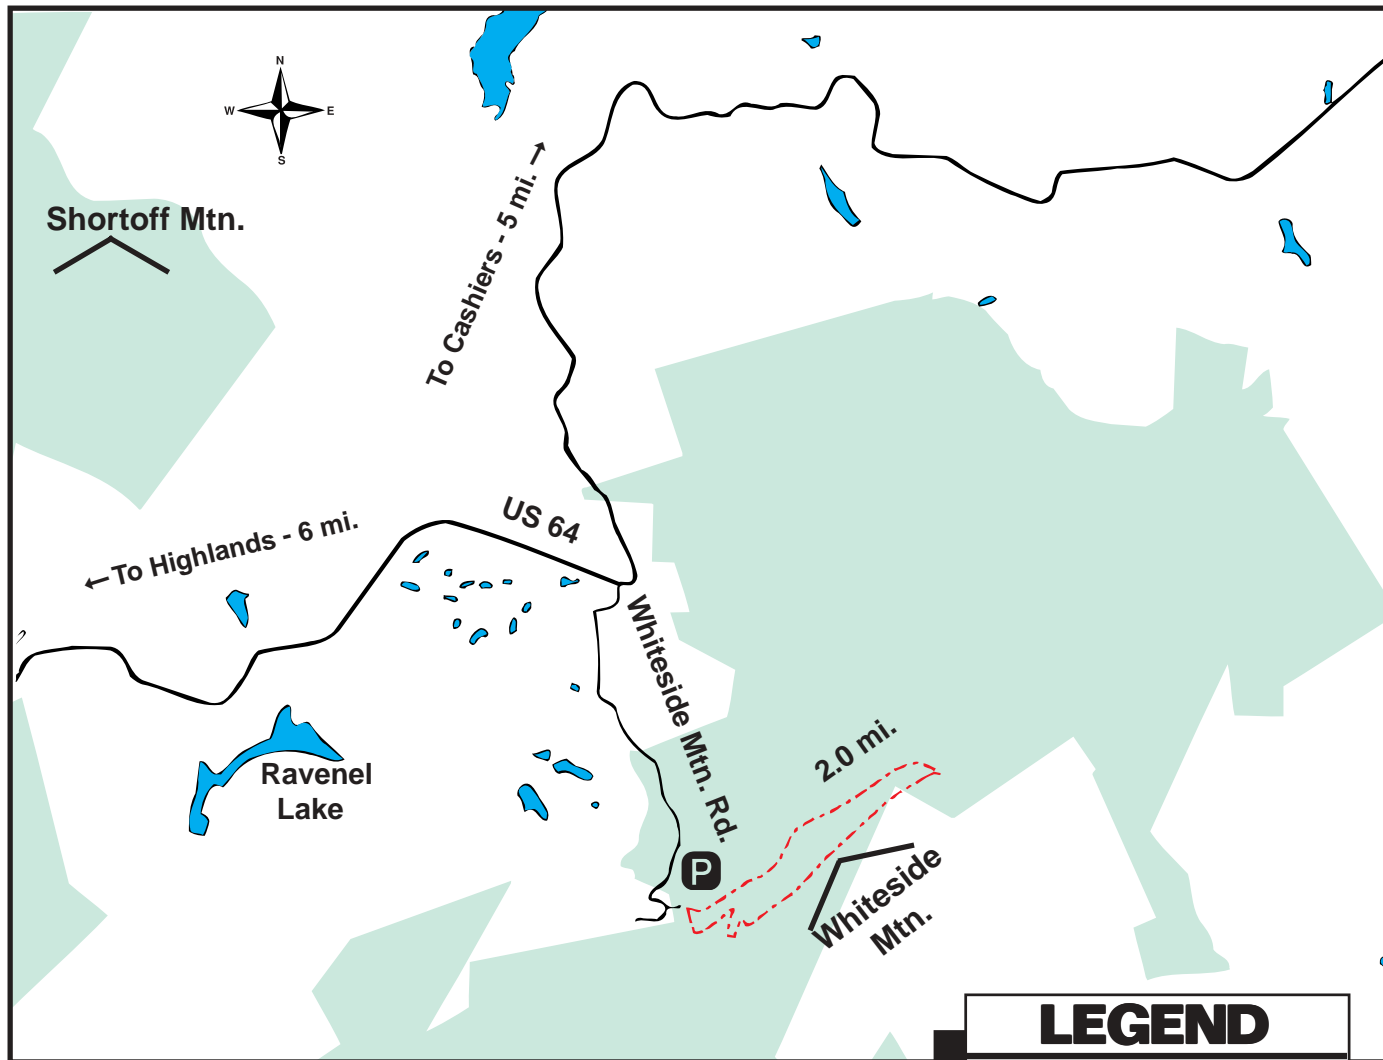 N
W E
S
Shortoff Mtn.
To Cashiers - 5 mi.
US 64
To Highlands - 6 mi.
Whiteside Mtn. Rd.
Ravenel
Lake
2.0 mi.
P
Whiteside
Mtn.
LEGEND